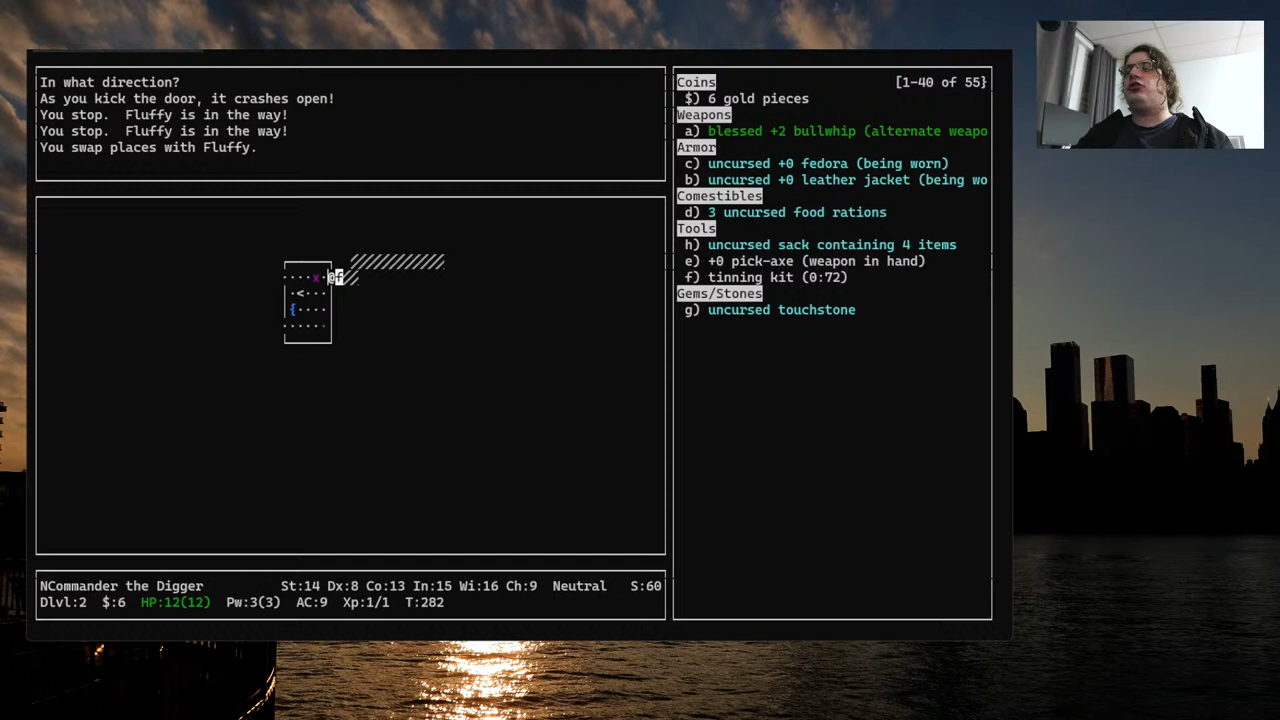 In what direction?
As you kick the door, it crashes open!
You stop.  Fluffy is in the way!
You stop.  Fluffy is in the way!
You swap places with Fluffy.
Coins [1-40 of 55}
$) 6 gold pieces
Weapons
a) blessed +2 bullwhip (alternate weapo
Armor
c) uncursed +0 fedora (being worn)
b) uncursed +0 leather jacket (being wo
Comestibles
d) 3 uncursed food rations
Tools
h) uncursed sack containing 4 items
e) +0 pick-axe (weapon in hand)
f) tinning kit (0:72)
Gems/Stones
g) uncursed touchstone
. . . . x . @f
. < . . .
{ . . . .
. . . . . .
NCommander the Digger St:14 Dx:8 Co:13 In:15 Wi:16 Ch:9 Neutral S:60
Dlvl:2 $:6 HP:12(12) Pw:3(3) AC:9 Xp:1/1 T:282